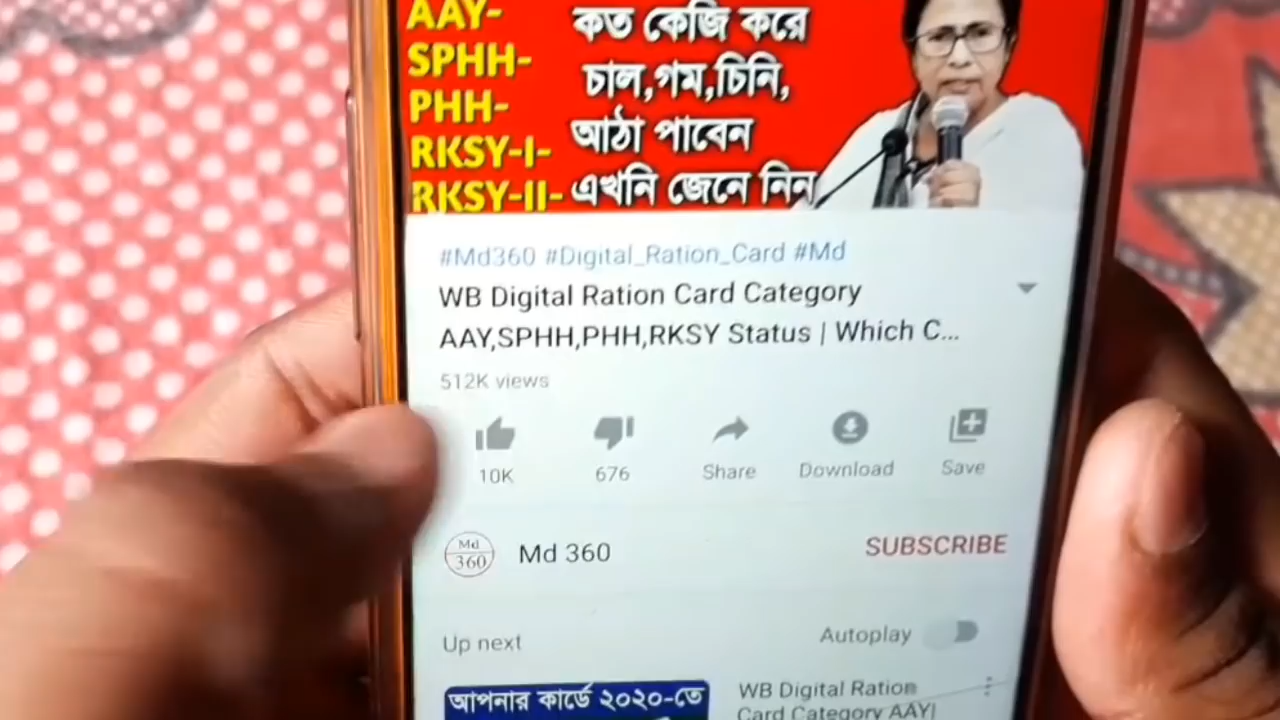 AAY-
SPHH-
PHH-
RKSY-I-
RKSY-II-
কত কেজি করে
চাল,গম,চিনি,
আঠা পাবেন
এখনি জেনে নিন
#Md360 #Digital_Ration_Card #Md
WB Digital Ration Card Category
AAY,SPHH,PHH,RKSY Status | Which C...
512K views
10K
676
Share
Download
Save
Md
360
Md 360
SUBSCRIBE
Up next
Autoplay
আপনার কার্ডে ২০২০-তে
WB Digital Ration
Card Category AAY|